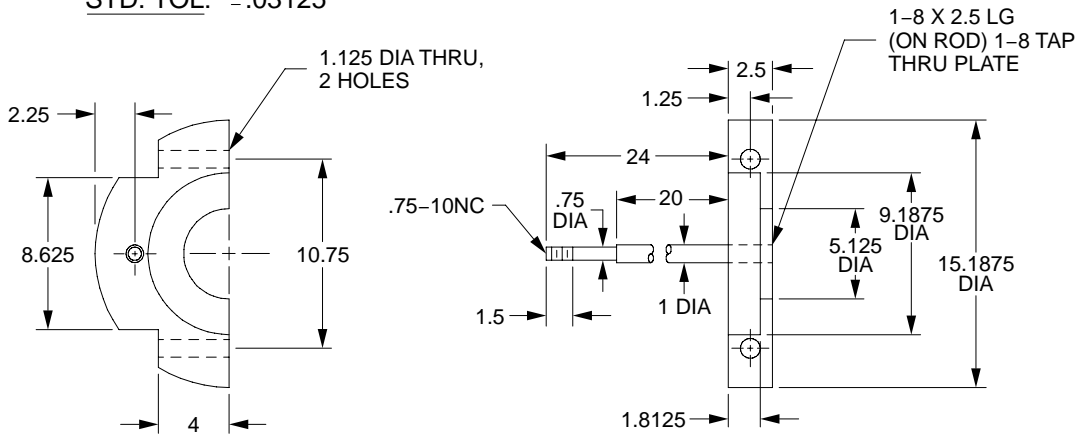 STD. TOL. –.03125
1–8 X 2.5 LG
(ON ROD) 1–8 TAP
THRU PLATE
1.125 DIA THRU,
2 HOLES
2.5
1.25
2.25
24
20
.75
DIA
.75–10NC
8.625
10.75
9.1875
DIA
5.125
DIA
15.1875
DIA
1 DIA
1.5
4
1.8125